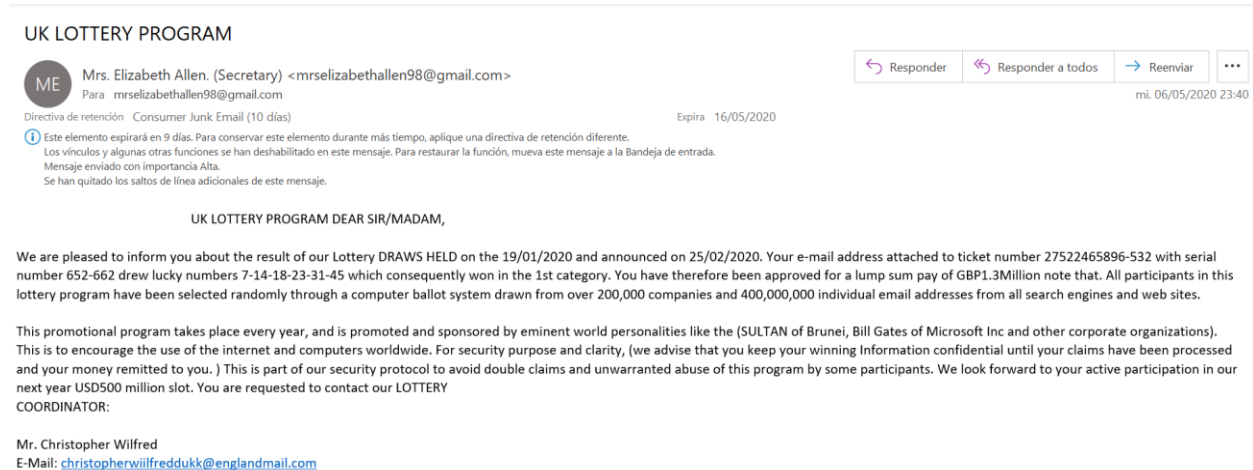 UK LOTTERY PROGRAM
ME
Mrs. Elizabeth Allen. (Secretary) <mrselizabethallen98@gmail.com>
Para mrselizabethallen98@gmail.com
Responder
Responder a todos
Reenviar
mi. 06/05/2020 23:40
Directiva de retención Consumer Junk Email (10 días)
Expira 16/05/2020
Este elemento expirará en 9 días. Para conservar este elemento durante más tiempo, aplique una directiva de retención diferente.
Los vínculos y algunas otras funciones se han deshabilitado en este mensaje. Para restaurar la función, mueva este mensaje a la Bandeja de entrada.
Mensaje enviado con importancia Alta.
Se han quitado los saltos de línea adicionales de este mensaje.
UK LOTTERY PROGRAM DEAR SIR/MADAM,
We are pleased to inform you about the result of our Lottery DRAWS HELD on the 19/01/2020 and announced on 25/02/2020. Your e-mail address attached to ticket number 27522465896-532 with serial
number 652-662 drew lucky numbers 7-14-18-23-31-45 which consequently won in the 1st category. You have therefore been approved for a lump sum pay of GBP1.3Million note that. All participants in this
lottery program have been selected randomly through a computer ballot system drawn from over 200,000 companies and 400,000,000 individual email addresses from all search engines and web sites.
This promotional program takes place every year, and is promoted and sponsored by eminent world personalities like the (SULTAN of Brunei, Bill Gates of Microsoft Inc and other corporate organizations).
This is to encourage the use of the internet and computers worldwide. For security purpose and clarity, (we advise that you keep your winning Information confidential until your claims have been processed
and your money remitted to you. ) This is part of our security protocol to avoid double claims and unwarranted abuse of this program by some participants. We look forward to your active participation in our
next year USD500 million slot. You are requested to contact our LOTTERY
COORDINATOR:
Mr. Christopher Wilfred
E-Mail: christopherwiilfreddukk@englandmail.com